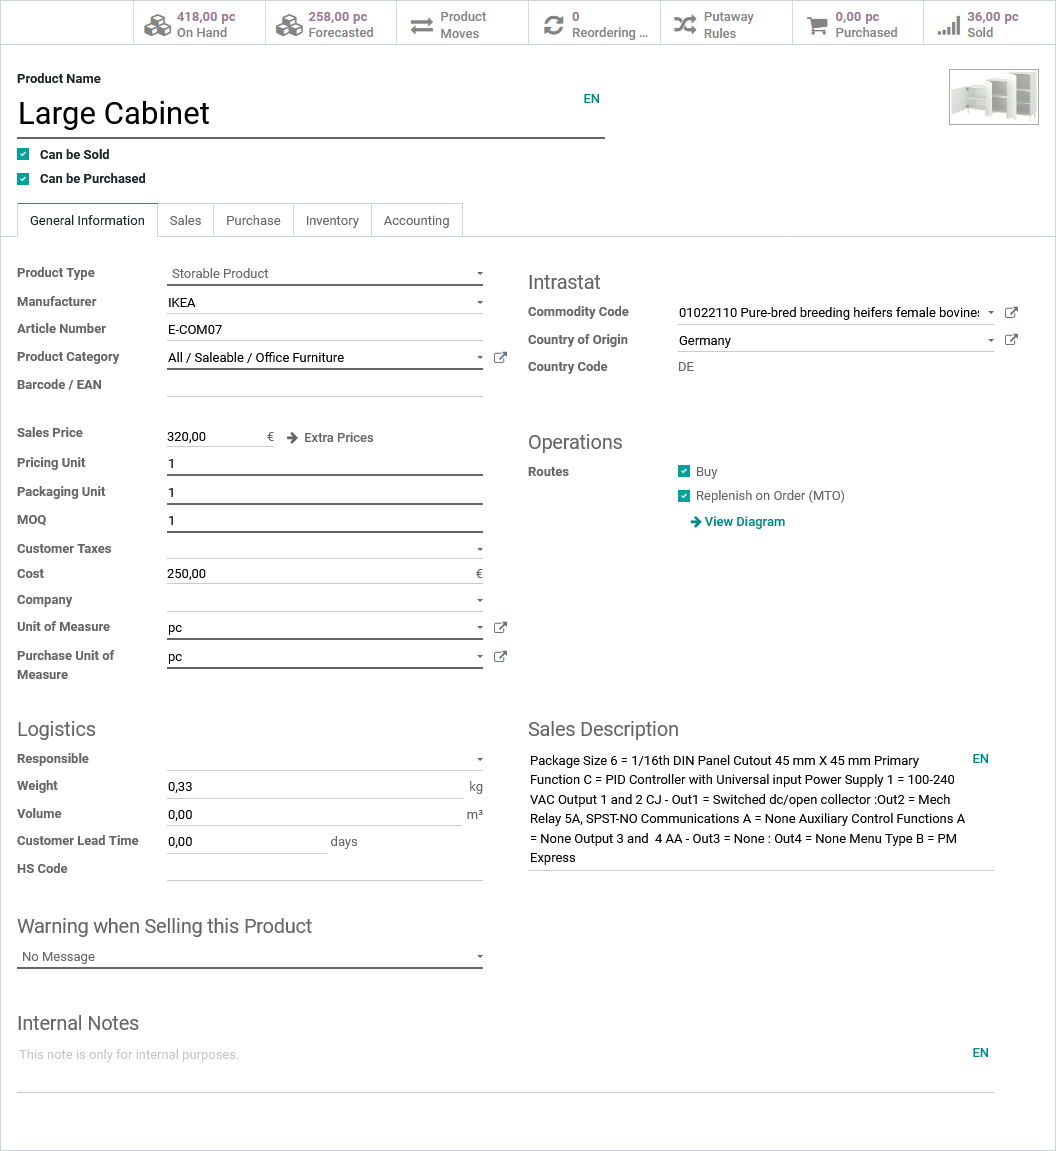 418,00 pc
On Hand
258,00 pc
Forecasted
Product
Moves
0
Reordering ...
Putaway
Rules
0,00 pc
Purchased
36,00 pc
Sold
Product Name
Large Cabinet EN
Can be Sold
Can be Purchased
General Information Sales Purchase Inventory Accounting
Product Type Storable Product
Manufacturer IKEA
Article Number E-COM07
Product Category All / Saleable / Office Furniture
Barcode / EAN
Sales Price 320,00 € Extra Prices
Pricing Unit 1
Packaging Unit 1
MOQ 1
Customer Taxes
Cost 250,00 €
Company
Unit of Measure pc
Purchase Unit of
Measure pc
Intrastat
Commodity Code 01022110 Pure-bred breeding heifers female bovines
Country of Origin Germany
Country Code DE
Operations
Routes Buy
Replenish on Order (MTO)
View Diagram
Logistics
Responsible
Weight 0,33 kg
Volume 0,00 m³
Customer Lead Time 0,00 days
HS Code
Sales Description
Package Size 6 = 1/16th DIN Panel Cutout 45 mm X 45 mm Primary EN
Function C = PID Controller with Universal input Power Supply 1 = 100-240
VAC Output 1 and 2 CJ - Out1 = Switched dc/open collector :Out2 = Mech
Relay 5A, SPST-NO Communications A = None Auxiliary Control Functions A
= None Output 3 and  4 AA - Out3 = None : Out4 = None Menu Type B = PM
Express
Warning when Selling this Product
No Message
Internal Notes
This note is only for internal purposes. EN